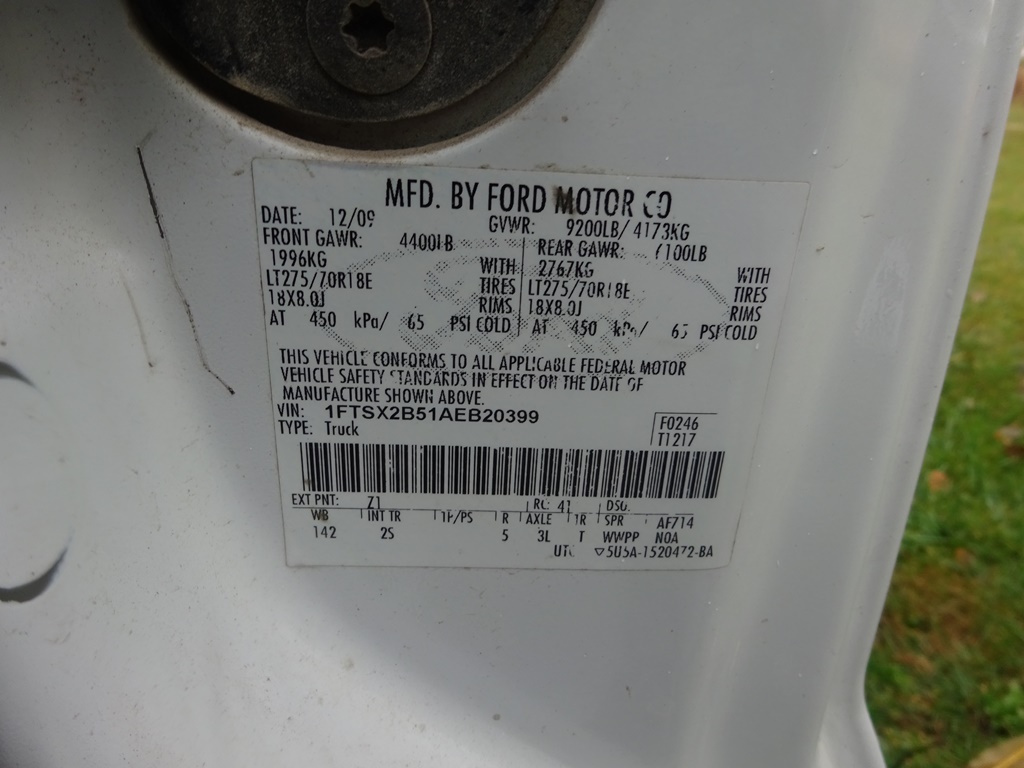 MFD. BY FORD MOTOR CO
DATE: 12/09 GVWR: 9200LB/ 4173KG
FRONT GAWR: 4400LB REAR GAWR: 100LB
1996KG WITH 2767KG WITH
LT275/70R18E TIRES LT275/70R18E TIRES
18X8.0J RIMS 18X8.0J RIMS
AT 450 kPa/ 65 PSI COLD AT 450 kPa/ 65 PSI COLD
THIS VEHICLE CONFORMS TO ALL APPLICABLE FEDERAL MOTOR
VEHICLE SAFETY STANDARDS IN EFFECT ON THE DATE OF
MANUFACTURE SHOWN ABOVE.
VIN: 1FTSX2B51AEB20399
TYPE: Truck
F0246
T1217
EXT PNT: Z1 RC: 41 DSO:
WB INT TR TP/PS R AXLE TR SPR AF714
142 2S 5 3L T WWPP N0A
UTC ▽5U5A-1520472-BA